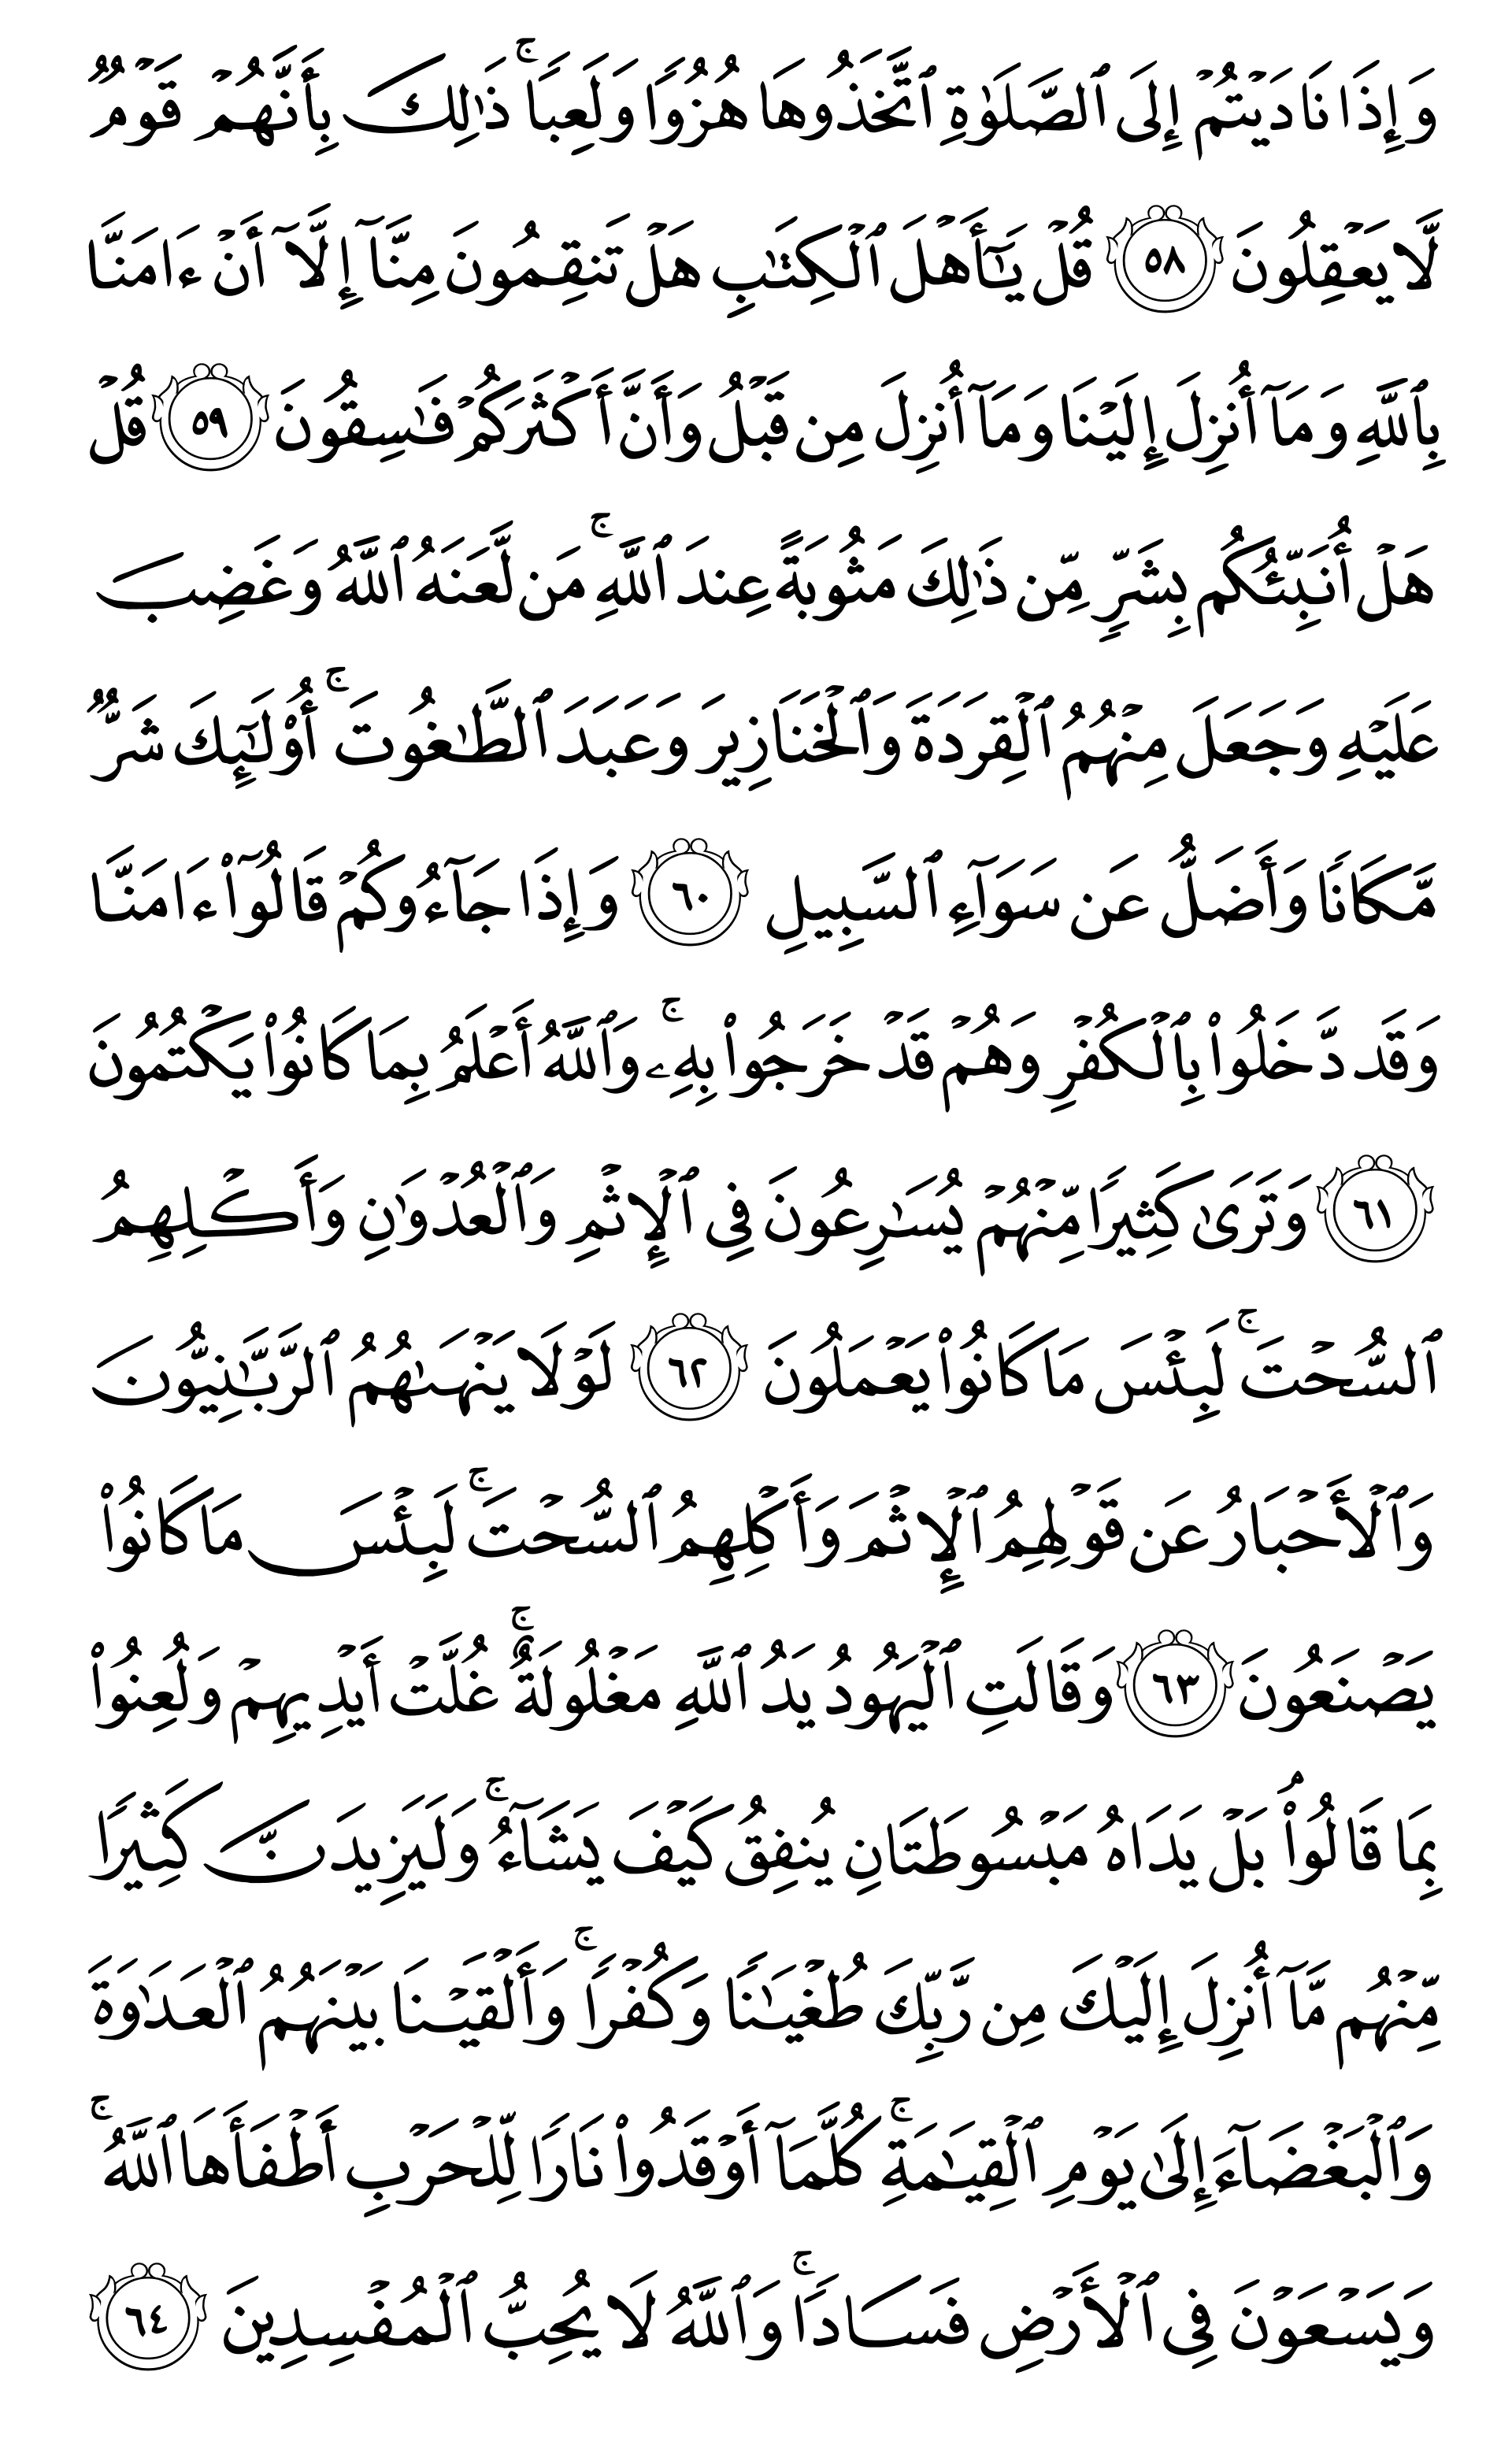 وَإِذَا نَادَيۡتُمۡ إِلَى ٱلصَّلَوٰةِ ٱتَّخَذُوهَا هُزُوٗا وَلَعِبٗاۚ ذَٰلِكَ بِأَنَّهُمۡ قَوۡمٞ
لَّا يَعۡقِلُونَ ٥٨ قُلۡ يَٰٓأَهۡلَ ٱلۡكِتَٰبِ هَلۡ تَنقِمُونَ مِنَّآ إِلَّآ أَنۡ ءَامَنَّا
بِٱللَّهِ وَمَآ أُنزِلَ إِلَيۡنَا وَمَآ أُنزِلَ مِن قَبۡلُ وَأَنَّ أَكۡثَرَكُمۡ فَٰسِقُونَ ٥٩ قُلۡ
هَلۡ أُنَبِّئُكُم بِشَرّٖ مِّن ذَٰلِكَ مَثُوبَةً عِندَ ٱللَّهِۚ مَن لَّعَنَهُ ٱللَّهُ وَغَضِبَ
عَلَيۡهِ وَجَعَلَ مِنۡهُمُ ٱلۡقِرَدَةَ وَٱلۡخَنَازِيرَ وَعَبَدَ ٱلطَّٰغُوتَۚ أُوْلَٰٓئِكَ شَرّٞ
مَّكَانٗا وَأَضَلُّ عَن سَوَآءِ ٱلسَّبِيلِ ٦٠ وَإِذَا جَآءُوكُمۡ قَالُوٓاْ ءَامَنَّا
وَقَد دَّخَلُواْ بِٱلۡكُفۡرِ وَهُمۡ قَدۡ خَرَجُواْ بِهِۦۚ وَٱللَّهُ أَعۡلَمُ بِمَا كَانُواْ يَكۡتُمُونَ
٦١ وَتَرَىٰ كَثِيرٗا مِّنۡهُمۡ يُسَٰرِعُونَ فِي ٱلۡإِثۡمِ وَٱلۡعُدۡوَٰنِ وَأَكۡلِهِمُ
ٱلسُّحۡتَۚ لَبِئۡسَ مَا كَانُواْ يَعۡمَلُونَ ٦٢ لَوۡلَا يَنۡهَىٰهُمُ ٱلرَّبَّٰنِيُّونَ
وَٱلۡأَحۡبَارُ عَن قَوۡلِهِمُ ٱلۡإِثۡمَ وَأَكۡلِهِمُ ٱلسُّحۡتَۚ لَبِئۡسَ مَا كَانُواْ
يَصۡنَعُونَ ٦٣ وَقَالَتِ ٱلۡيَهُودُ يَدُ ٱللَّهِ مَغۡلُولَةٌۚ غُلَّتۡ أَيۡدِيهِمۡ وَلُعِنُواْ
بِمَا قَالُواْۘ بَلۡ يَدَاهُ مَبۡسُوطَتَانِ يُنفِقُ كَيۡفَ يَشَآءُۚ وَلَيَزِيدَنَّ كَثِيرٗا
مِّنۡهُم مَّآ أُنزِلَ إِلَيۡكَ مِن رَّبِّكَ طُغۡيَٰنٗا وَكُفۡرٗاۚ وَأَلۡقَيۡنَا بَيۡنَهُمُ ٱلۡعَدَٰوَةَ
وَٱلۡبَغۡضَآءَ إِلَىٰ يَوۡمِ ٱلۡقِيَٰمَةِۚ كُلَّمَآ أَوۡقَدُواْ نَارٗا لِّلۡحَرۡبِ أَطۡفَأَهَا ٱللَّهُۚ
وَيَسۡعَوۡنَ فِي ٱلۡأَرۡضِ فَسَادٗاۚ وَٱللَّهُ لَا يُحِبُّ ٱلۡمُفۡسِدِينَ ٦٤